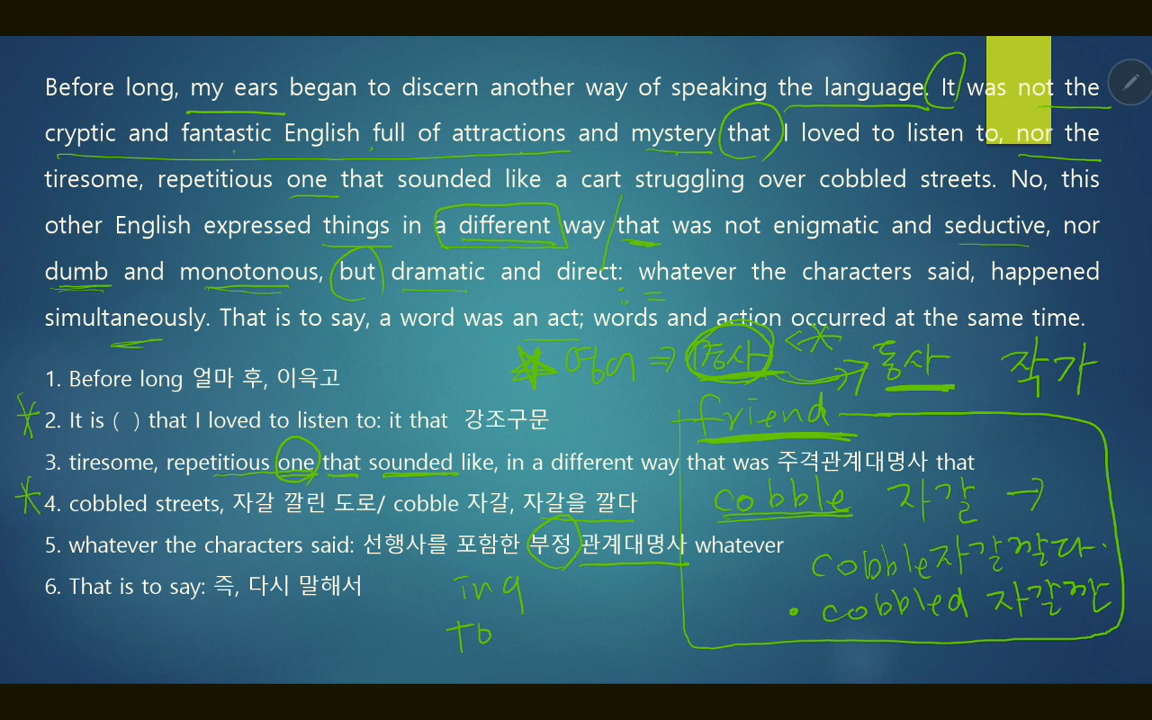 Before long, my ears began to discern another way of speaking the language. It was not the
cryptic and fantastic English full of attractions and mystery that I loved to listen to, nor the
tiresome, repetitious one that sounded like a cart struggling over cobbled streets. No, this
other English expressed things in a different way that was not enigmatic and seductive, nor
dumb and monotonous, but dramatic and direct: whatever the characters said, happened
simultaneously. That is to say, a word was an act; words and action occurred at the same time.
영어 ⇒ 명사 동사 작가
1. Before long 얼마 후, 이윽고
friend
2. It is ( ) that I loved to listen to: it that 강조구문
3. tiresome, repetitious one that sounded like, in a different way that was 주격관계대명사 that
cobble 자갈 →
4. cobbled streets, 자갈 깔린 도로/ cobble 자갈, 자갈을 깔다
5. whatever the characters said: 선행사를 포함한 부정 관계대명사 whatever
cobble 자갈깔다.
6. That is to say: 즉, 다시 말해서
ing
• cobbled 자갈깐
to